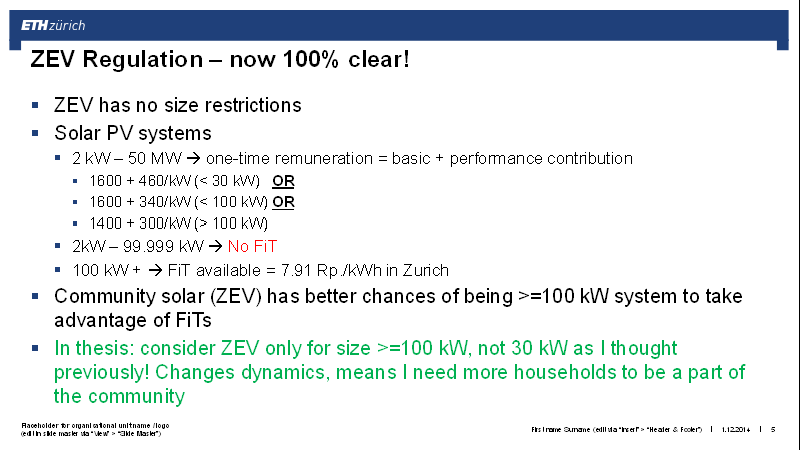 ETH zürich
ZEV Regulation – now 100% clear!
ZEV has no size restrictions
Solar PV systems
2 kW – 50 MW → one-time remuneration = basic + performance contribution
1600 + 460/kW (< 30 kW) OR
1600 + 340/kW (< 100 kW) OR
1400 + 300/kW (> 100 kW)
2kW – 99.999 kW → No FiT
100 kW + → FiT available = 7.91 Rp./kWh in Zurich
Community solar (ZEV) has better chances of being >=100 kW system to take
advantage of FiTs
In thesis: consider ZEV only for size >=100 kW, not 30 kW as I thought
previously! Changes dynamics, means I need more households to be a part of
the community
Placeholder for organisational unit name / logo
(edit in slide master via "View" > "Slide Master")
First name Surname (edit via "Insert" > "Header & Footer") | 1.12.2014 | 5